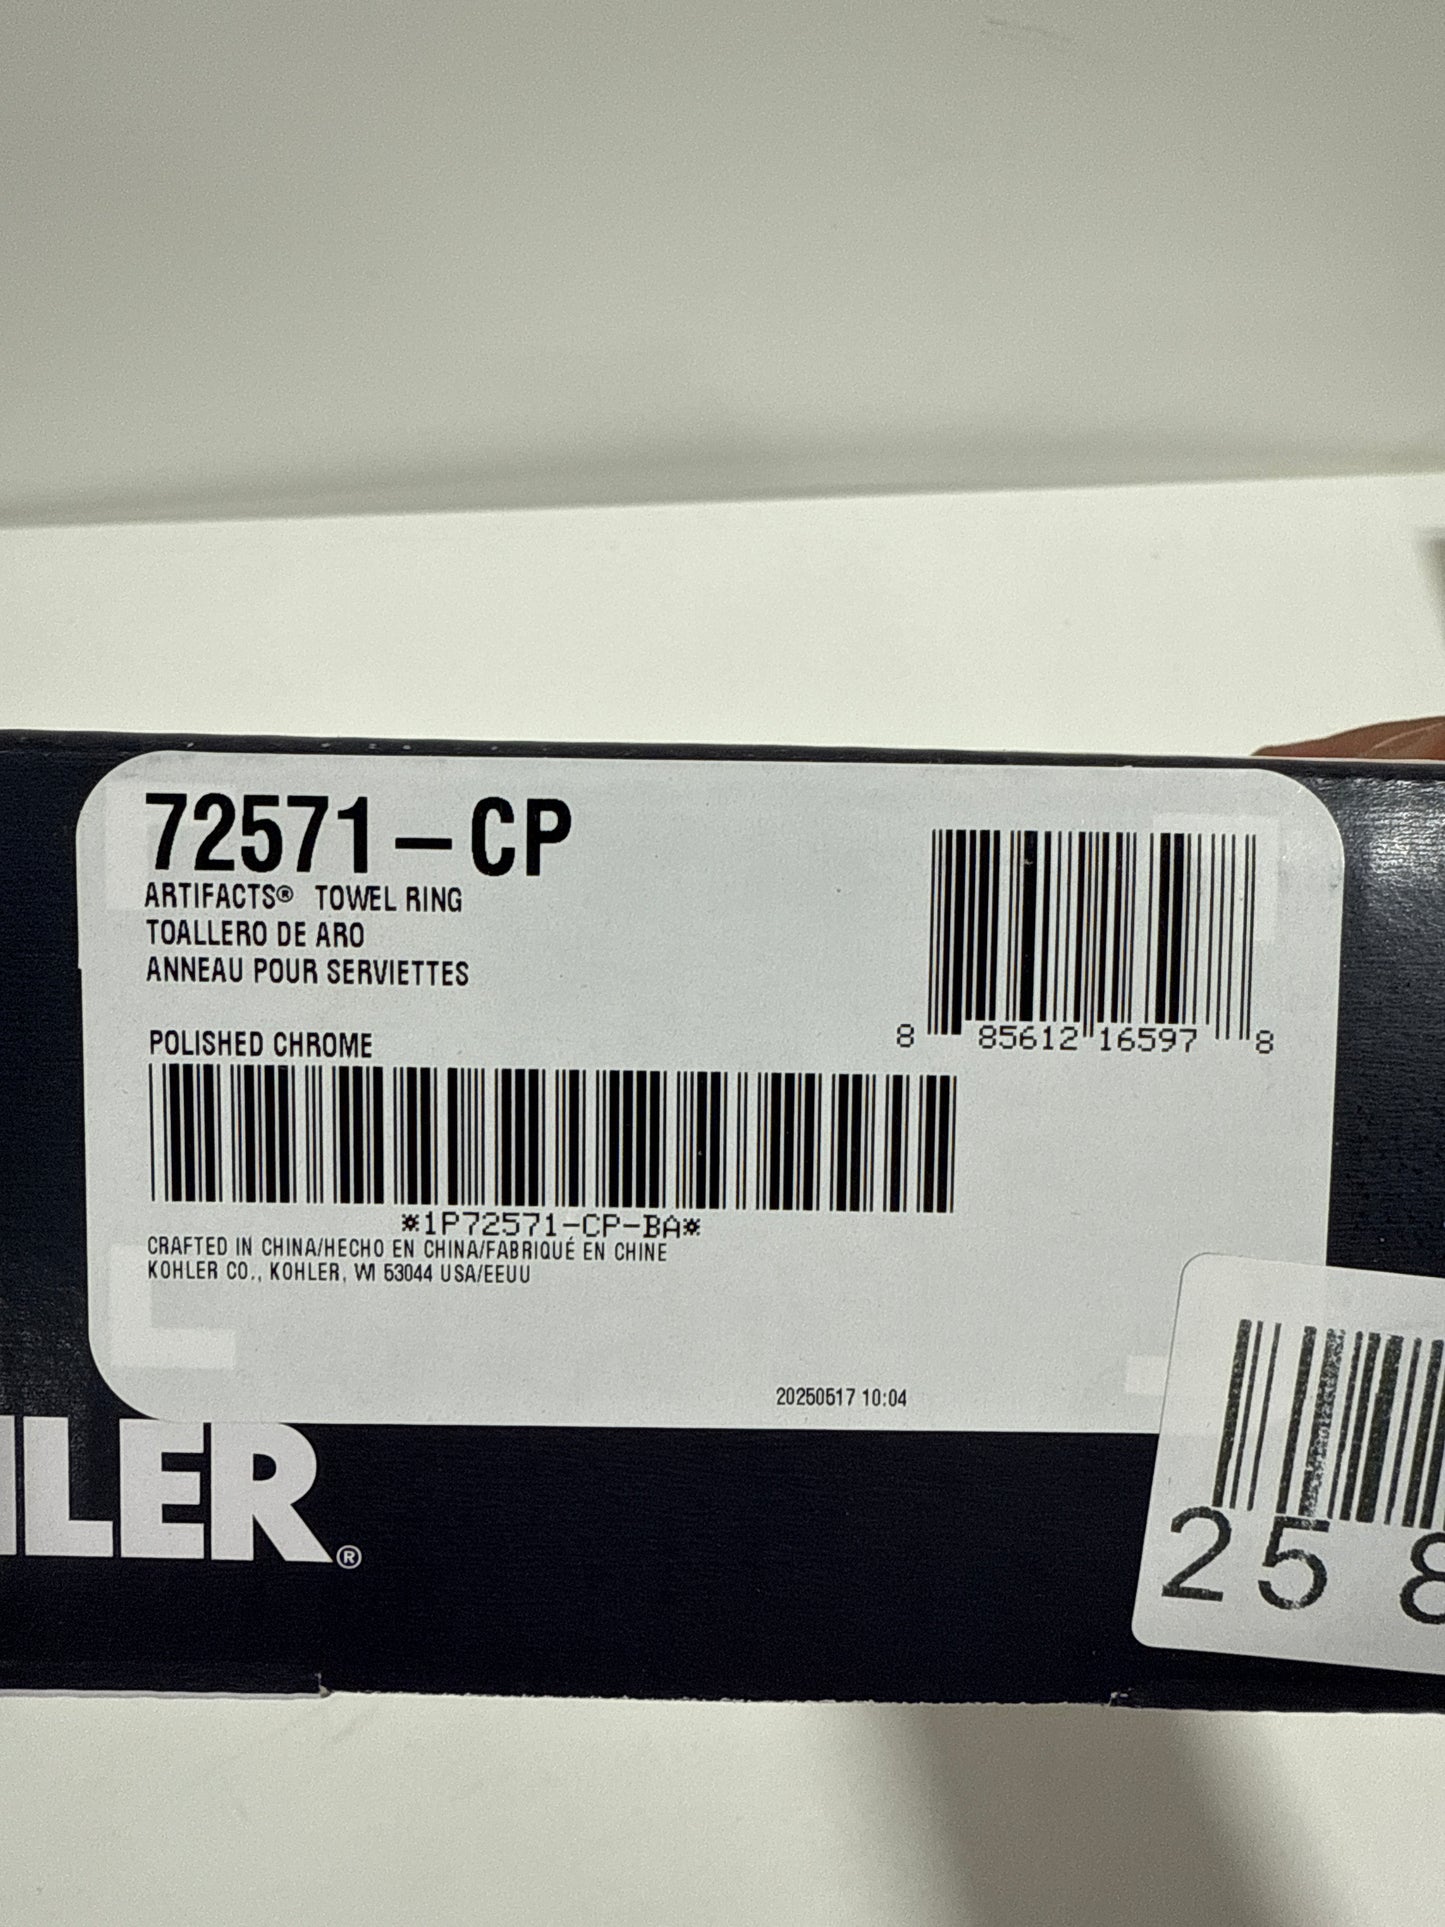 72571-CP
ARTIFACTS® TOWEL RING
TOALLERO DE ARO
ANNEAU POUR SERVIETTES
POLISHED CHROME
8 85612 16597 8
*1P72571-CP-BA*
CRAFTED IN CHINA/HECHO EN CHINA/FABRIQUÉ EN CHINE
KOHLER CO., KOHLER, WI 53044 USA/EEUU
20250517 10:04
HLER®
25 8